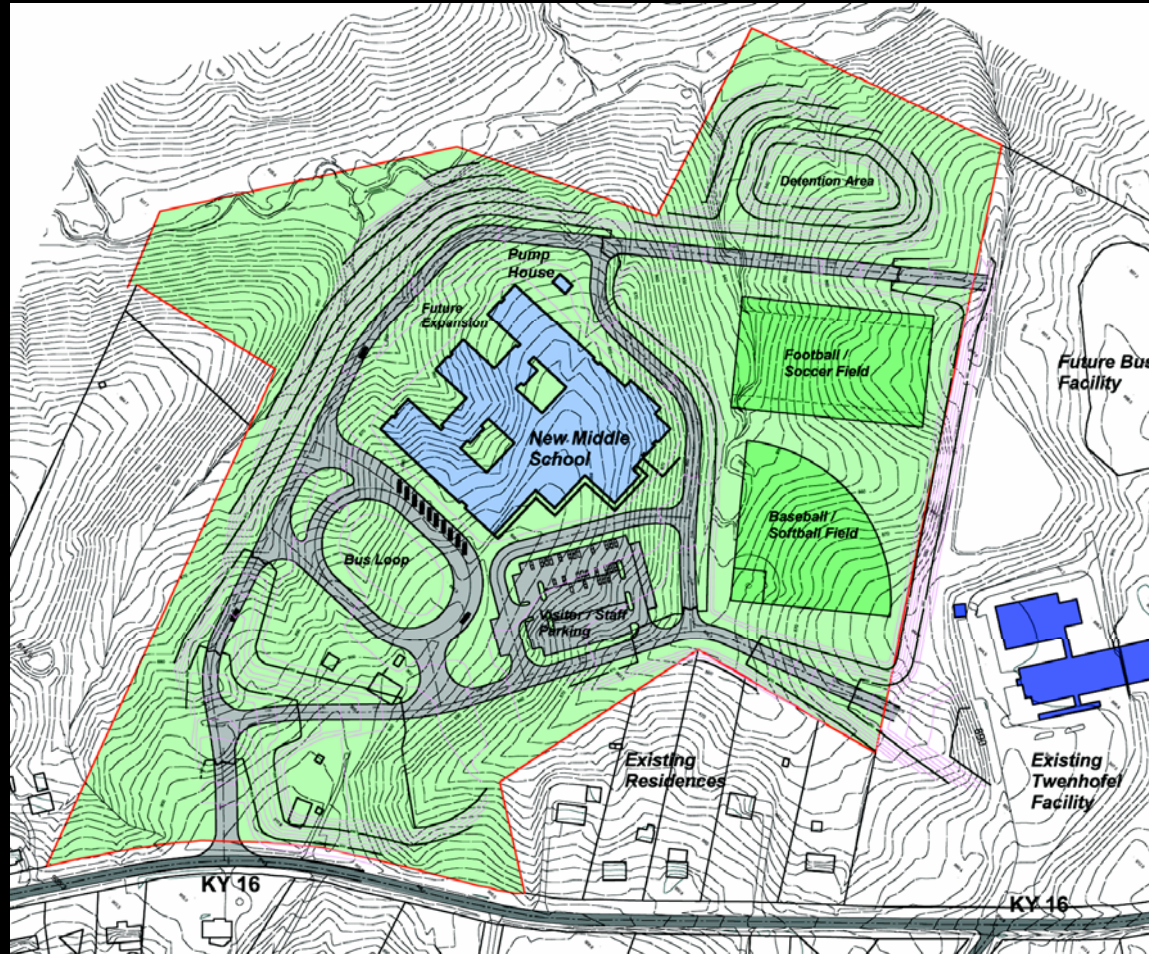 Detention Area
Pump
House
Future
Expansion
Football /
Soccer Field
Future Bus
Facility
New Middle
School
Baseball /
Softball Field
Bus Loop
Visitor / Staff
Parking
Existing
Residences
Existing
Twenhofel
Facility
KY 16
KY 16